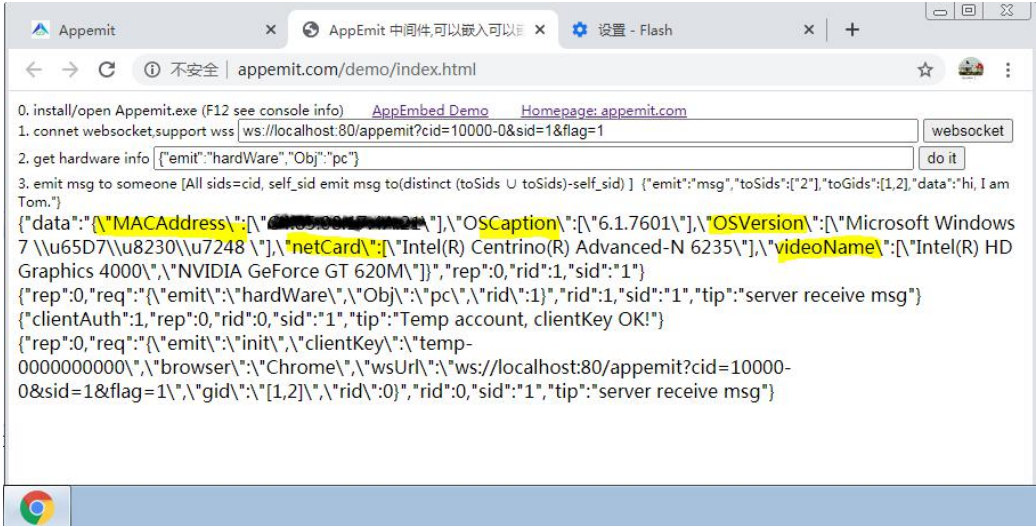 Appemit
AppEmit 中间件,可以嵌入可以
设置 - Flash
不安全 | appemit.com/demo/index.html
0. install/open Appemit.exe (F12 see console info) AppEmbed Demo Homepage: appemit.com
1. connet websocket,support wss ws://localhost:80/appemit?cid=10000-0&sid=1&flag=1 websocket
2. get hardware info {"emit":"hardWare","Obj":"pc"} do it
3. emit msg to someone [All sids=cid, self_sid emit msg to(distinct (toSids ∪ toSids)-self_sid) ] {"emit":"msg","toSids":["2"],"toGids":[1,2],"data":"hi, I am
Tom."}
{"data":"{\"MACAddress\":[\"\"],\"OSCaption\":[\"6.1.7601\"],\"OSVersion\":[\"Microsoft Windows
7 \\u65D7\\u8230\\u7248 \"],\"netCard\":[\"Intel(R) Centrino(R) Advanced-N 6235\"],\"videoName\":[\"Intel(R) HD
Graphics 4000\",\"NVIDIA GeForce GT 620M\"]}","rep":0,"rid":1,"sid":"1"}
{"rep":0,"req":"{\"emit\":\"hardWare\",\"Obj\":\"pc\",\"rid\":1}","rid":1,"sid":"1","tip":"server receive msg"}
{"clientAuth":1,"rep":0,"rid":0,"sid":"1","tip":"Temp account, clientKey OK!"}
{"rep":0,"req":"{\"emit\":\"init\",\"clientKey\":\"temp-
0000000000\",\"browser\":\"Chrome\",\"wsUrl\":\"ws://localhost:80/appemit?cid=10000-
0&sid=1&flag=1\",\"gid\":\"[1,2]\",\"rid\":0}","rid":0,"sid":"1","tip":"server receive msg"}